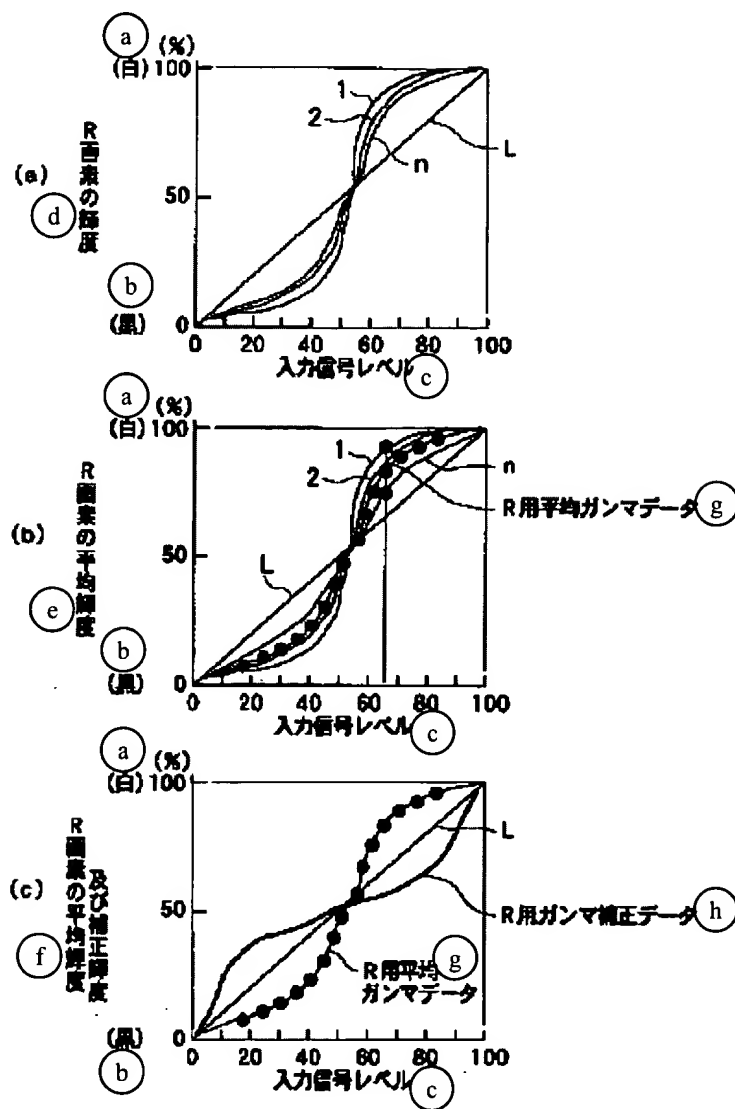 a
(%)
(白) 100
1
2
n
L
(a)
R画素の輝度
d
50
b
(黒) 0
0 20 40 60 80 100
入力信号レベル c
a
(%)
(白) 100
1
2
n
R用平均ガンマデータ g
(b)
R画素の平均輝度
e
50
L
b
(黒) 0
0 20 40 60 80 100
入力信号レベル c
a
(%)
(白) 100
L
(c)
R画素の平均輝度
及び補正輝度
f
50
R用ガンマ補正データ h
R用平均 g
ガンマデータ
(黒) 0
b
0 20 40 60 80 100
入力信号レベル c